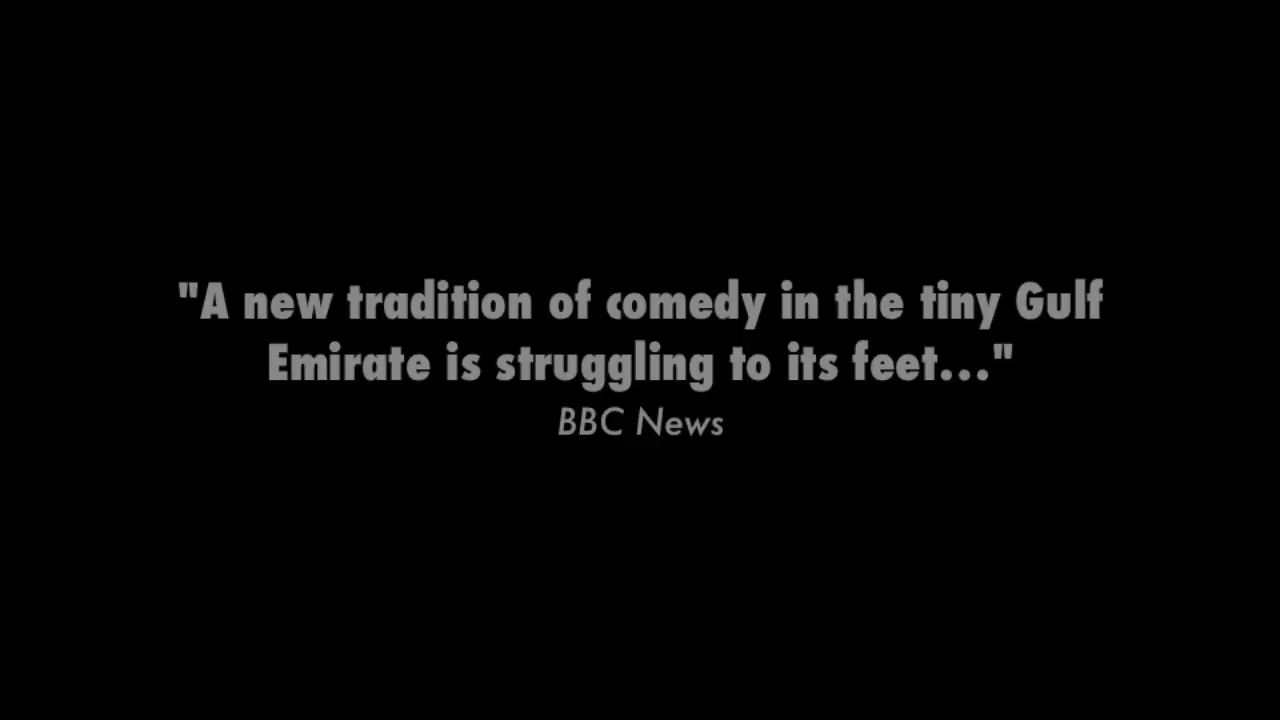 "A new tradition of comedy in the tiny Gulf
Emirate is struggling to its feet..."
BBC News